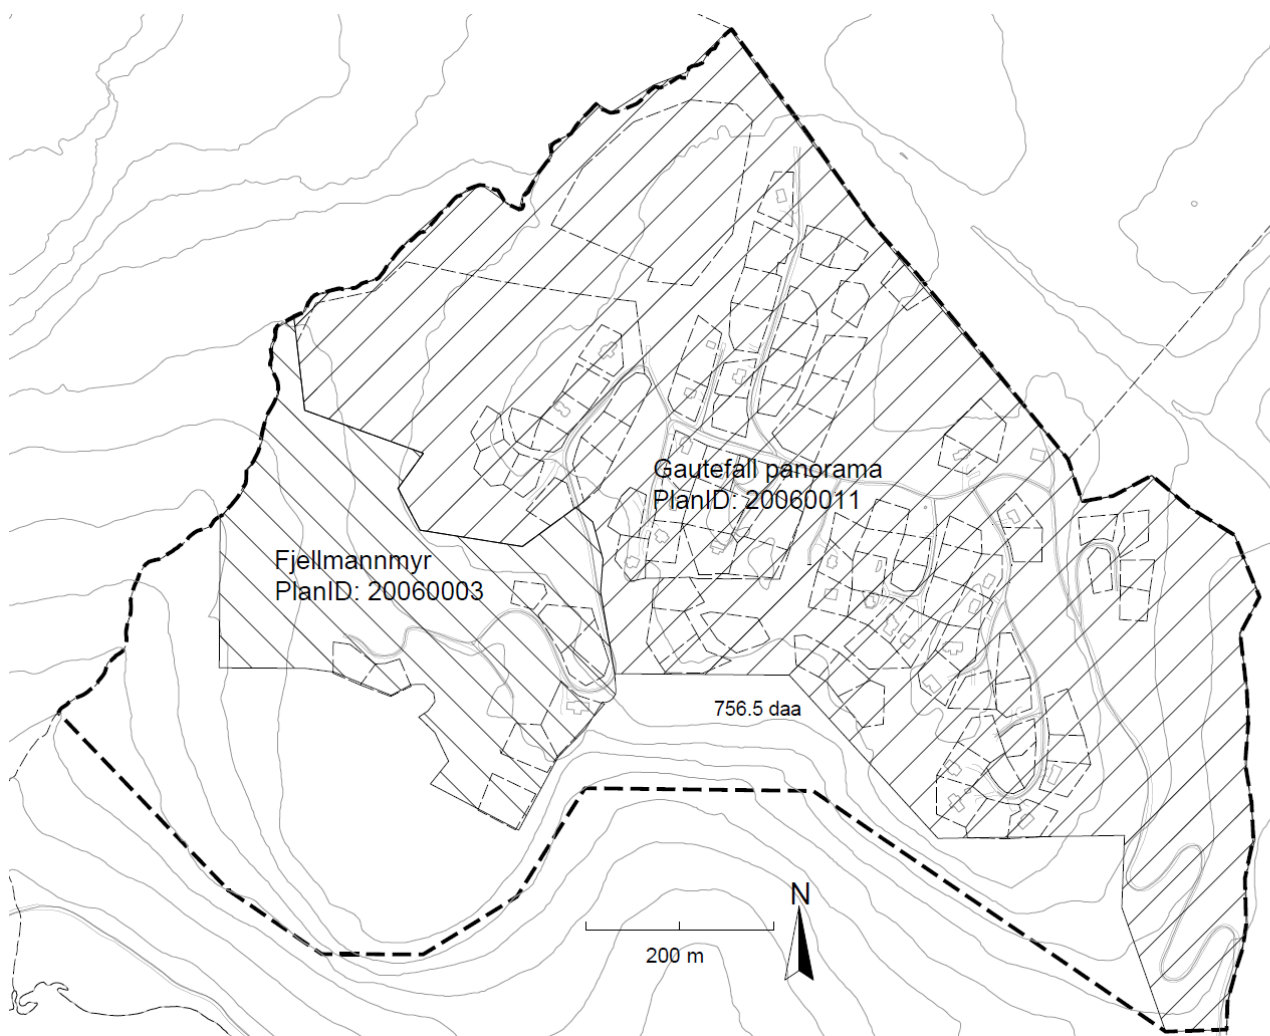 Gautefall panorama
PlanID: 20060011
Fjellmannmyr
PlanID: 20060003
756.5 daa
N
200 m